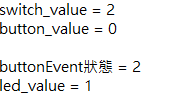 switch_value = 2
button_value = 0
buttonEvent狀態 = 2
led_value = 1